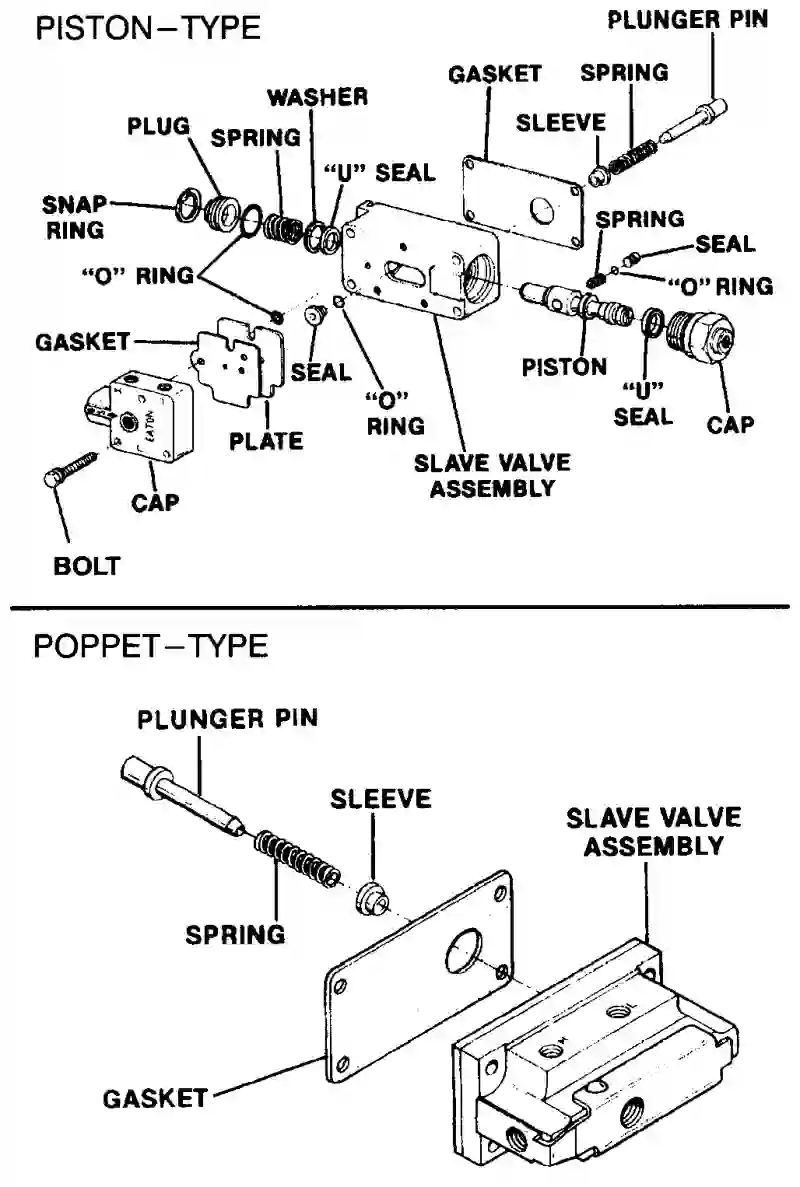 PISTON-TYPE
PLUNGER PIN
GASKET
SPRING
WASHER
SLEEVE
PLUG
SPRING
"U" SEAL
SNAP
RING
SPRING
SEAL
"O" RING
"O" RING
GASKET
SEAL
PISTON
"O"
RING
"U"
SEAL
CAP
PLATE
EATON
SLAVE VALVE
ASSEMBLY
CAP
BOLT
POPPET-TYPE
PLUNGER PIN
SLEEVE
SLAVE VALVE
ASSEMBLY
SPRING
GASKET